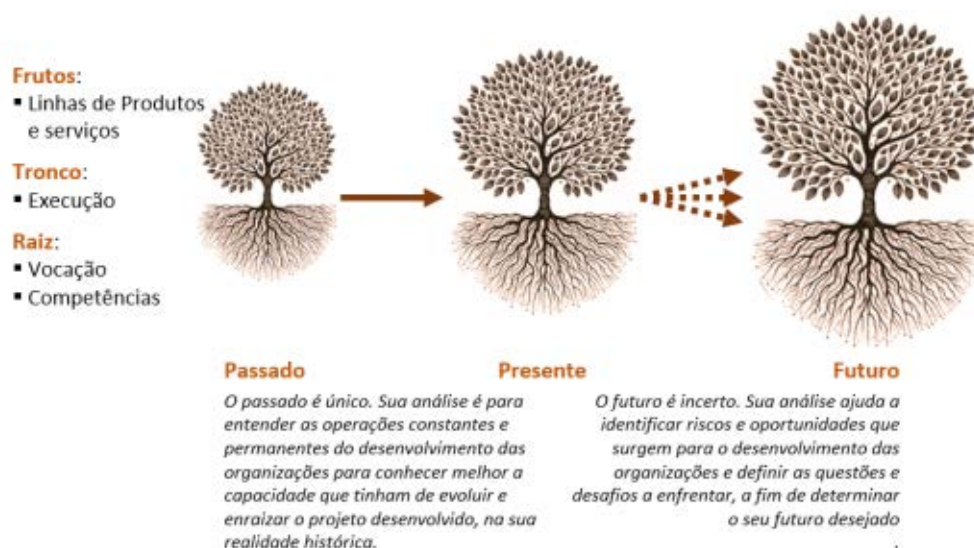 Frutos:
▪ Linhas de Produtos
e serviços
Tronco:
▪ Execução
Raiz:
▪ Vocação
▪ Competências
Passado
O passado é único. Sua análise é para
entender as operações constantes e
permanentes do desenvolvimento das
organizações para conhecer melhor a
capacidade que tinham de evoluir e
enraizar o projeto desenvolvido, na sua
realidade histórica.
Presente
Futuro
O futuro é incerto. Sua análise ajuda a
identificar riscos e oportunidades que
surgem para o desenvolvimento das
organizações e definir as questões e
desafios a enfrentar, a fim de determinar
o seu futuro desejado
.